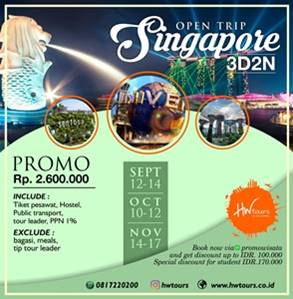 OPEN TRIP
Singapore
3D2N
sentosa
UNIVE
PROMO
Rp. 2.600.000
INCLUDE :
Tiket pesawat, Hostel,
Public transport,
tour leader, PPN 1%
EXCLUDE :
bagasi, meals,
tip tour leader
SEPT
12-14
OCT
10-12
NOV
14-17
HW tours
Book now via promowisata
and get discount up to IDR. 100.000
Special discount for student IDR.170.000
0817220200
hwtours
www.hwtours.co.id